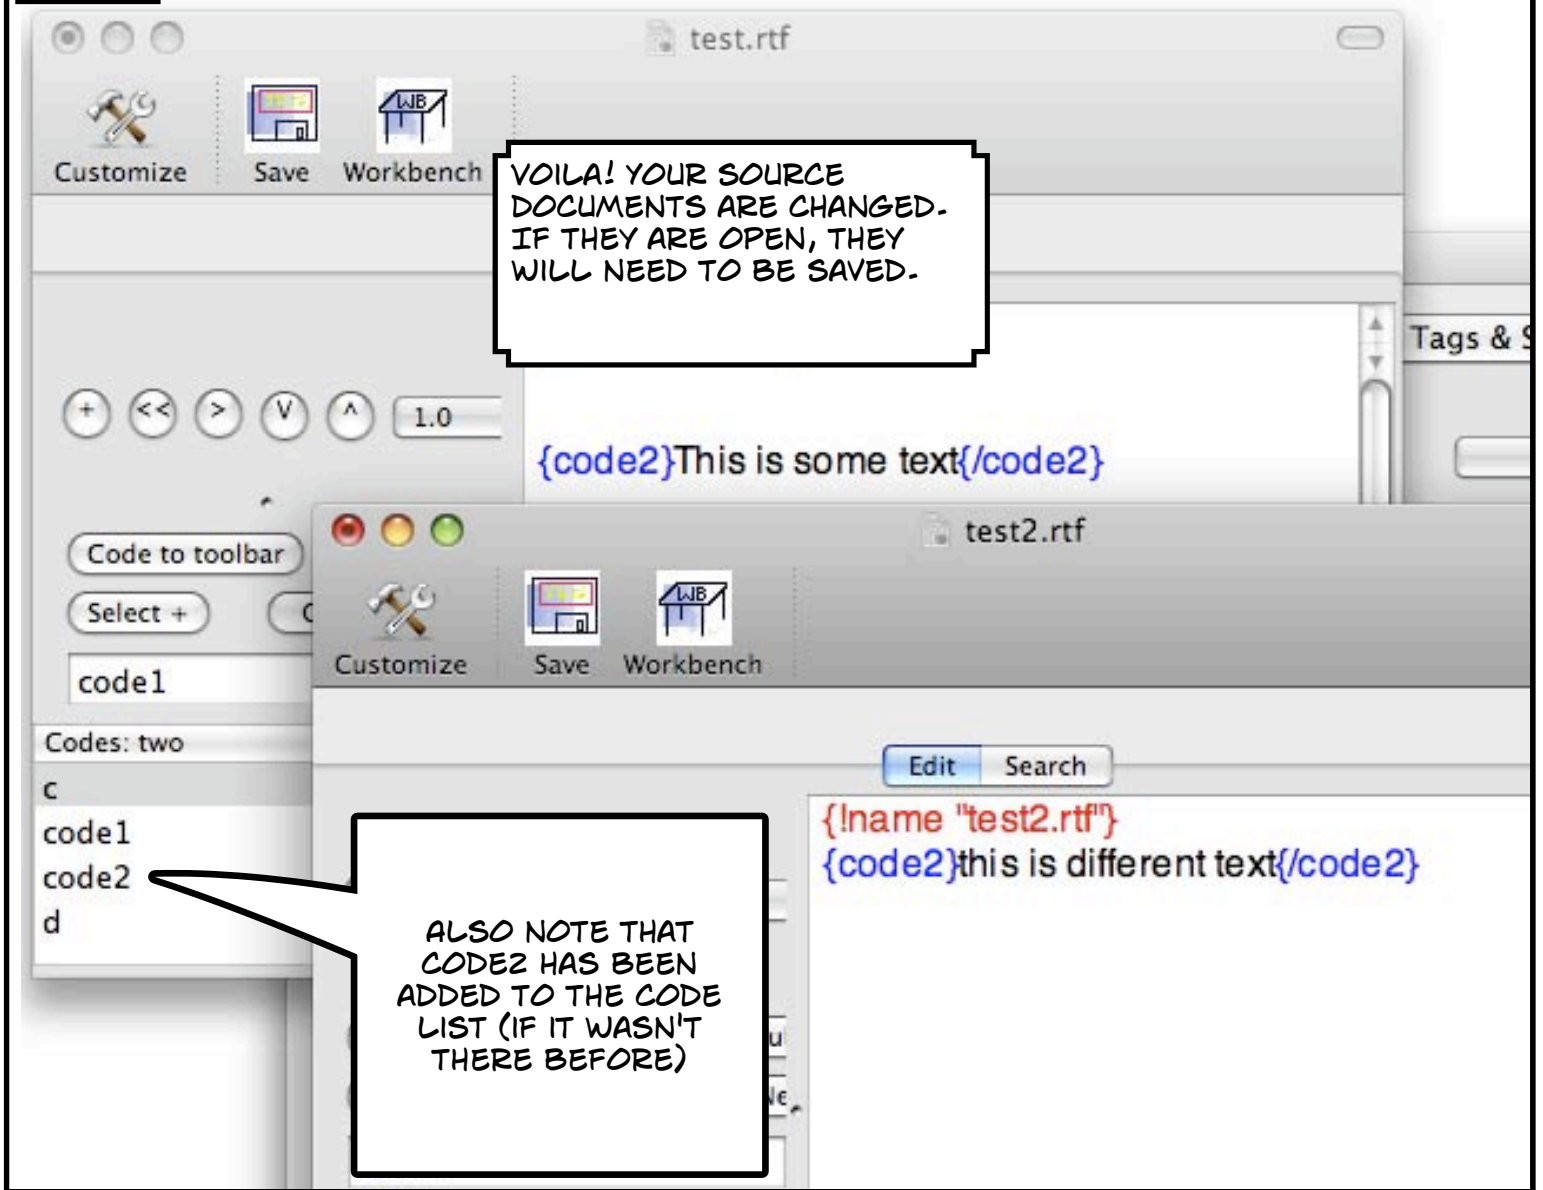 test.rtf
Customize
Save
Workbench
WB
VOILA! YOUR SOURCE
DOCUMENTS ARE CHANGED.
IF THEY ARE OPEN, THEY
WILL NEED TO BE SAVED.
Tags &
+ << > V ^ 1.0
{code2}This is some text{/code2}
Code to toolbar
Select +
code1
Codes: two
c
code1
code2
d
test2.rtf
Customize
Save
Workbench
WB
Edit
Search
{!name "test2.rtf"}
{code2}this is different text{/code2}
ALSO NOTE THAT
CODE2 HAS BEEN
ADDED TO THE CODE
LIST (IF IT WASN'T
THERE BEFORE)